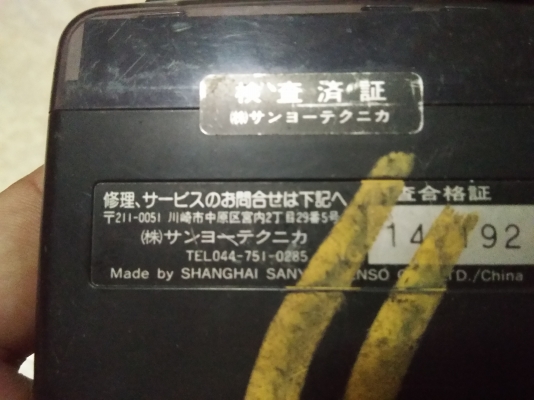 検査済証
㈱サンヨーテクニカ
修理、サービスのお問合せは下記へ
〒211-0051 川崎市中原区宮内2丁目29番5号
(株)サンヨーテクニカ
TEL044-751-0285
Made by SHANGHAI LTD./China
査合格証
192